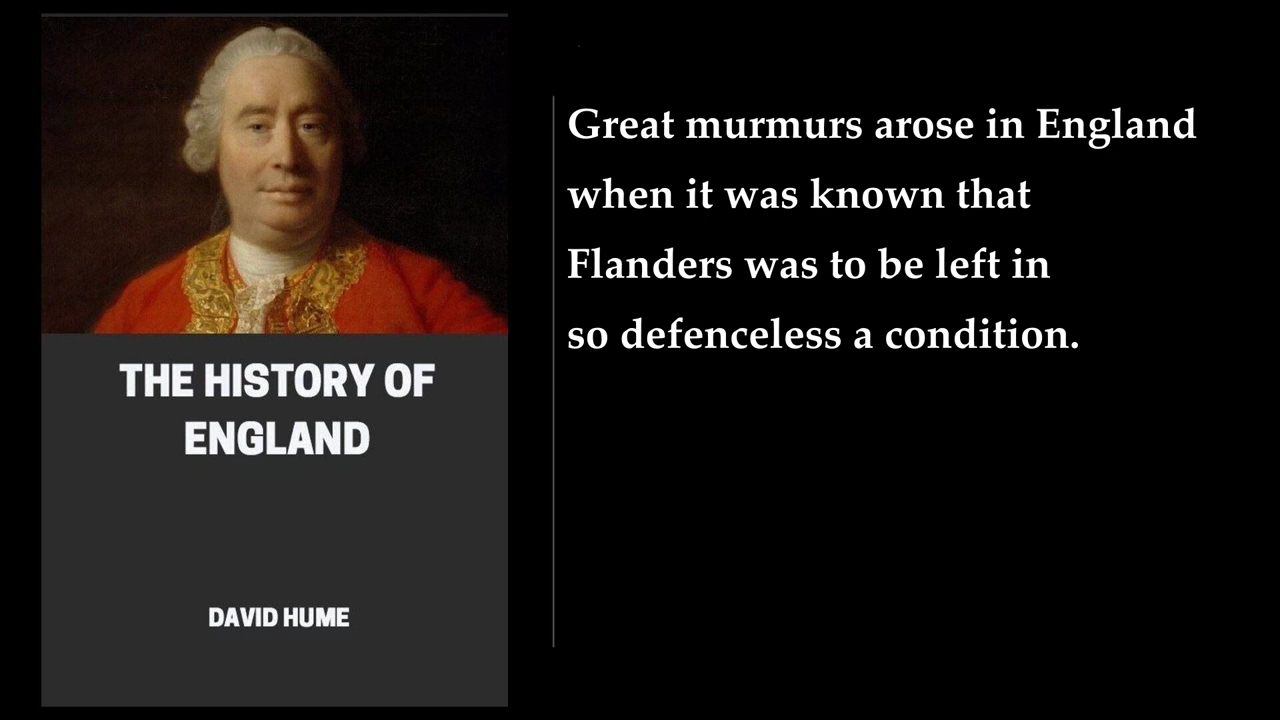 THE HISTORY OF
ENGLAND
DAVID HUME
Great murmurs arose in England
when it was known that
Flanders was to be left in
so defenceless a condition.